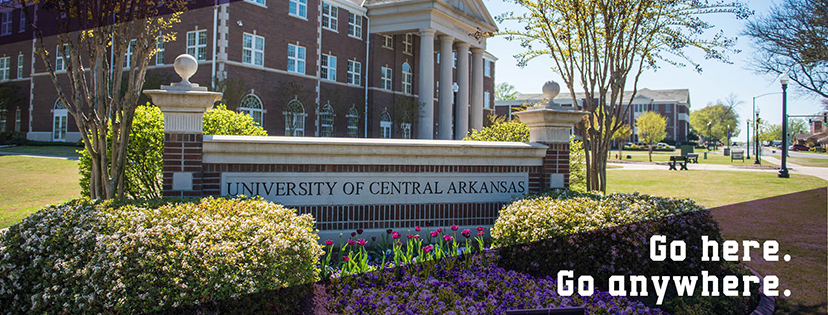 UNIVERSITY OF CENTRAL ARKANSAS
Go here.
Go anywhere.